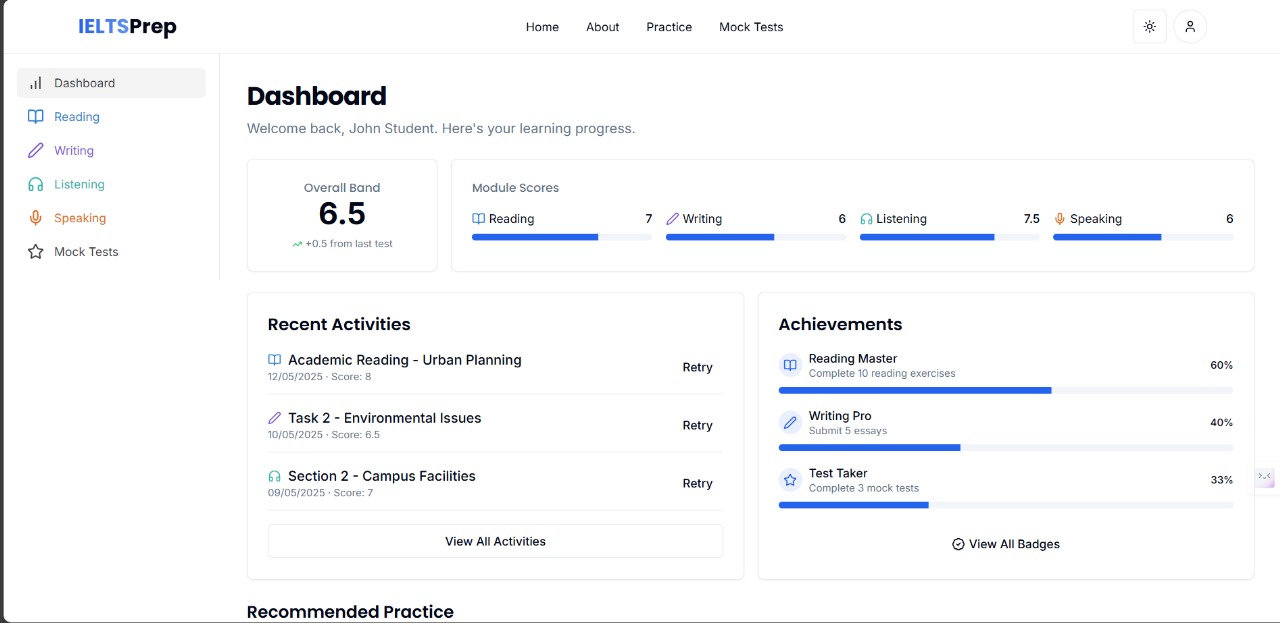 IELTSPrep
Home About Practice Mock Tests
Dashboard
Reading
Writing
Listening
Speaking
Mock Tests
Dashboard
Welcome back, John Student. Here's your learning progress.
Overall Band
6.5
+0.5 from last test
Module Scores
Reading 7
Writing 6
Listening 7.5
Speaking 6
Recent Activities
Academic Reading - Urban Planning
12/05/2025 · Score: 8
Retry
Task 2 - Environmental Issues
10/05/2025 · Score: 6.5
Retry
Section 2 - Campus Facilities
09/05/2025 · Score: 7
Retry
View All Activities
Achievements
Reading Master
Complete 10 reading exercises
60%
Writing Pro
Submit 5 essays
40%
Test Taker
Complete 3 mock tests
33%
View All Badges
Recommended Practice